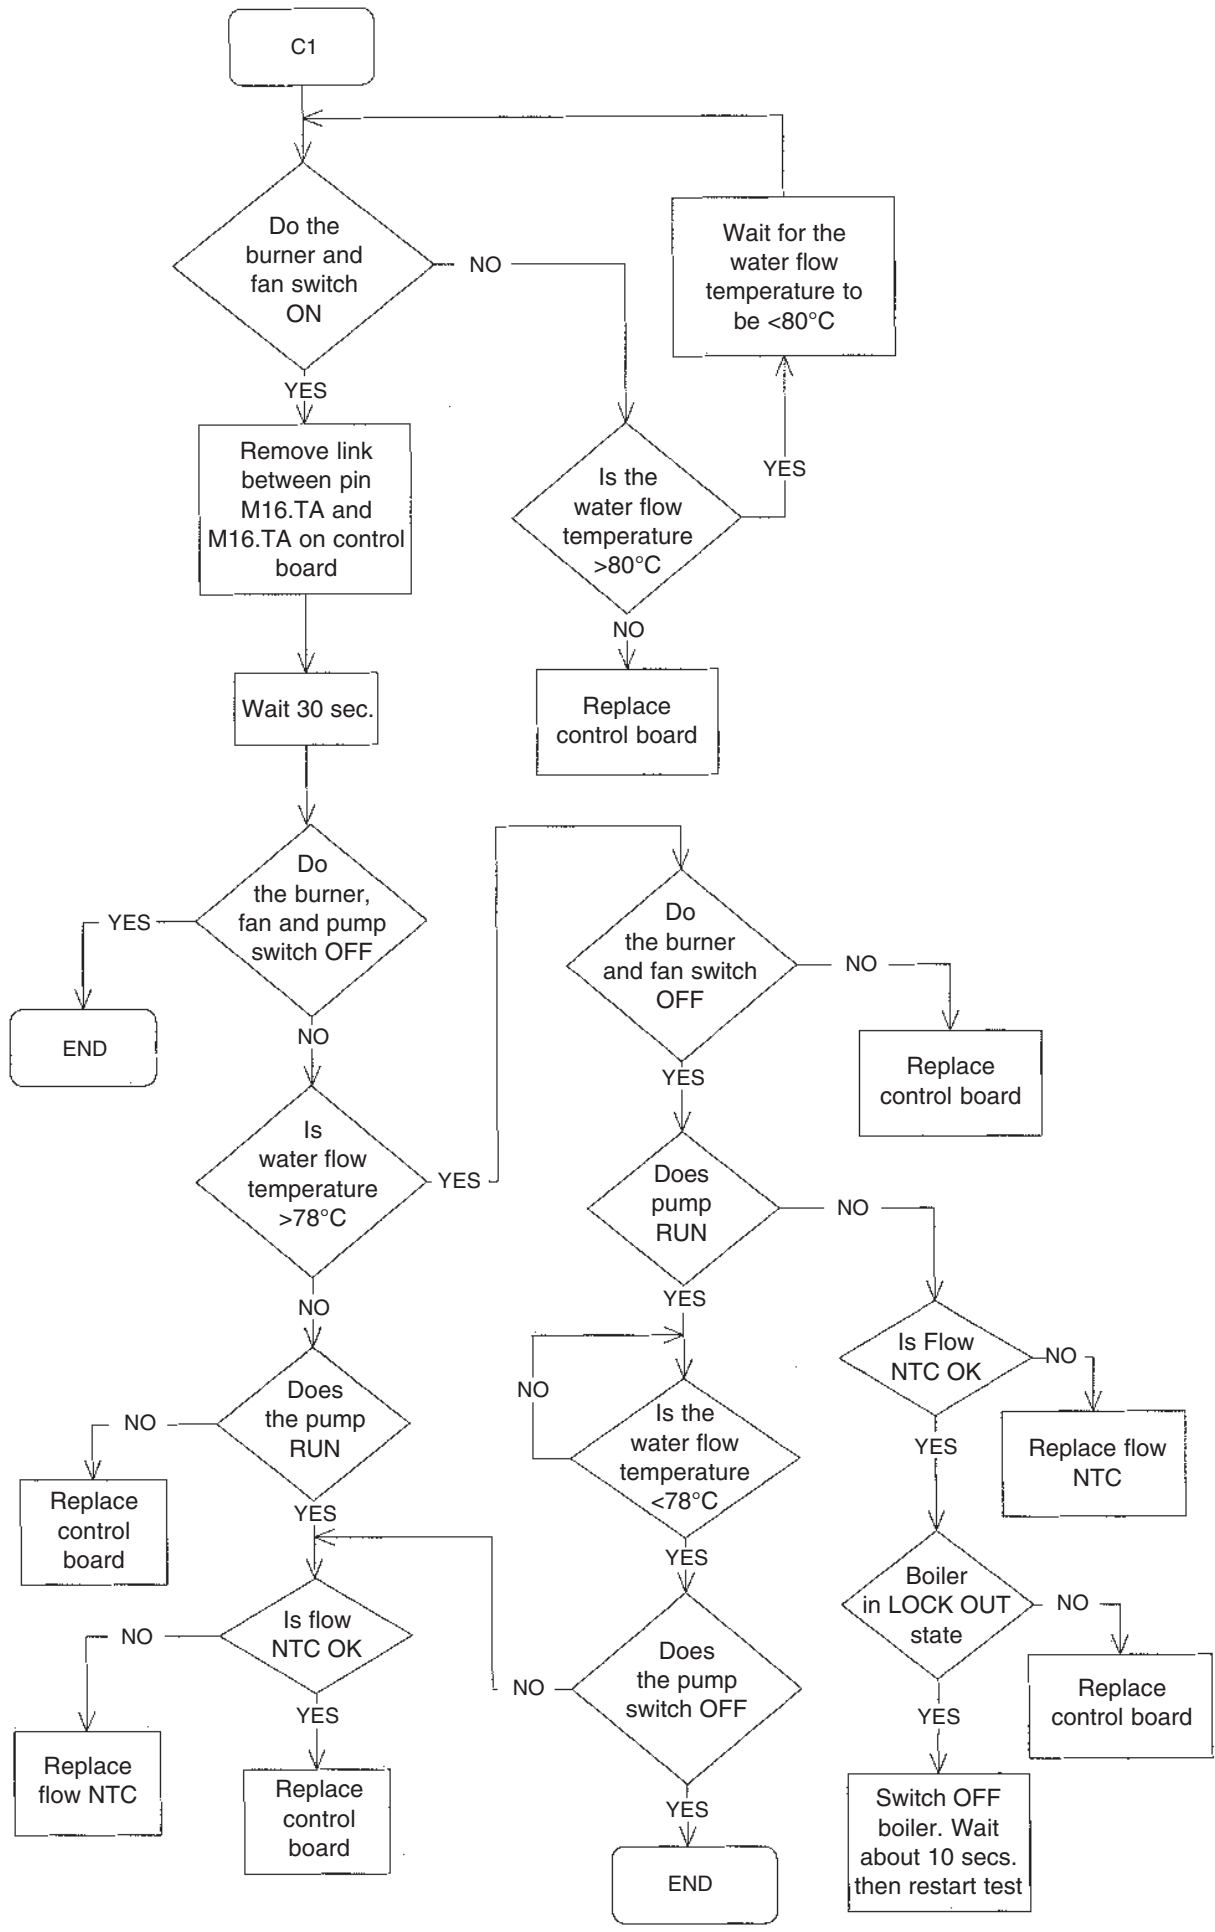 C1
Do the
burner and
fan switch
ON
NO
YES
Wait for the
water flow
temperature to
be <80°C
Remove link
between pin
M16.TA and
M16.TA on control
board
Is the
water flow
temperature
>80°C
YES
NO
Replace
control board
Wait 30 sec.
Do
the burner,
fan and pump
switch OFF
YES
END
NO
Is
water flow
temperature
>78°C
YES
NO
Does
the pump
RUN
NO
Replace
control
board
YES
Is flow
NTC OK
NO
Replace
flow NTC
YES
Replace
control
board
Do
the burner
and fan switch
OFF
NO
Replace
control board
YES
Does
pump
RUN
NO
YES
NO
Is the
water flow
temperature
<78°C
YES
Does
the pump
switch OFF
NO
YES
END
Is Flow
NTC OK
NO
Replace flow
NTC
YES
Boiler
in LOCK OUT
state
NO
Replace
control board
YES
Switch OFF
boiler. Wait
about 10 secs.
then restart test